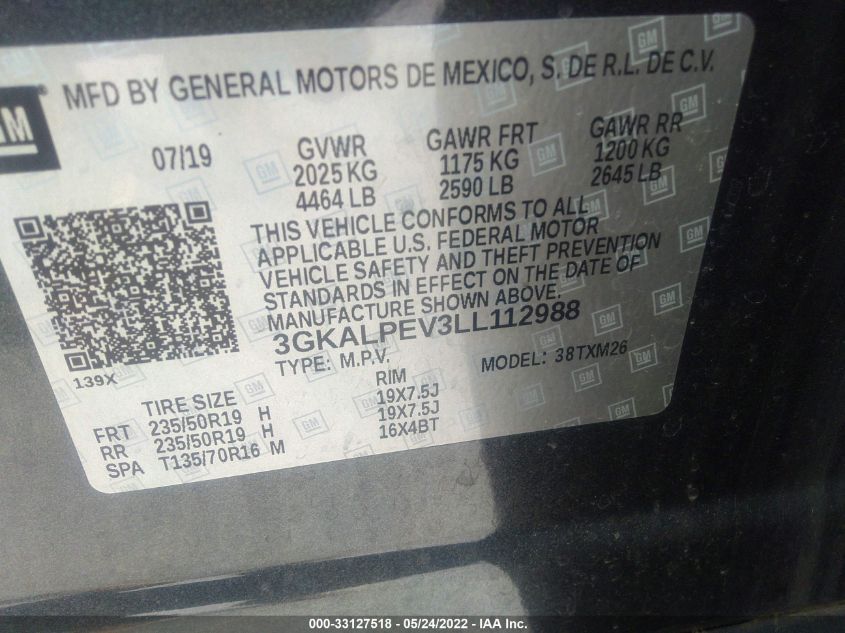 GM
MFD BY GENERAL MOTORS DE MEXICO, S. DE R.L. DE C.V.
07/19 GVWR GAWR FRT GAWR RR
2025 KG 1175 KG 1200 KG
4464 LB 2590 LB 2645 LB
THIS VEHICLE CONFORMS TO ALL
APPLICABLE U.S. FEDERAL MOTOR
VEHICLE SAFETY AND THEFT PREVENTION
STANDARDS IN EFFECT ON THE DATE OF
MANUFACTURE SHOWN ABOVE.
3GKALPEV3LL112988
139X TYPE: M.P.V. MODEL: 38TXM26
TIRE SIZE RIM
FRT 235/50R19 H 19X7.5J
RR 235/50R19 H 19X7.5J
SPA T135/70R16 M 16X4BT
000-33127518 - 05/24/2022 - IAA Inc.